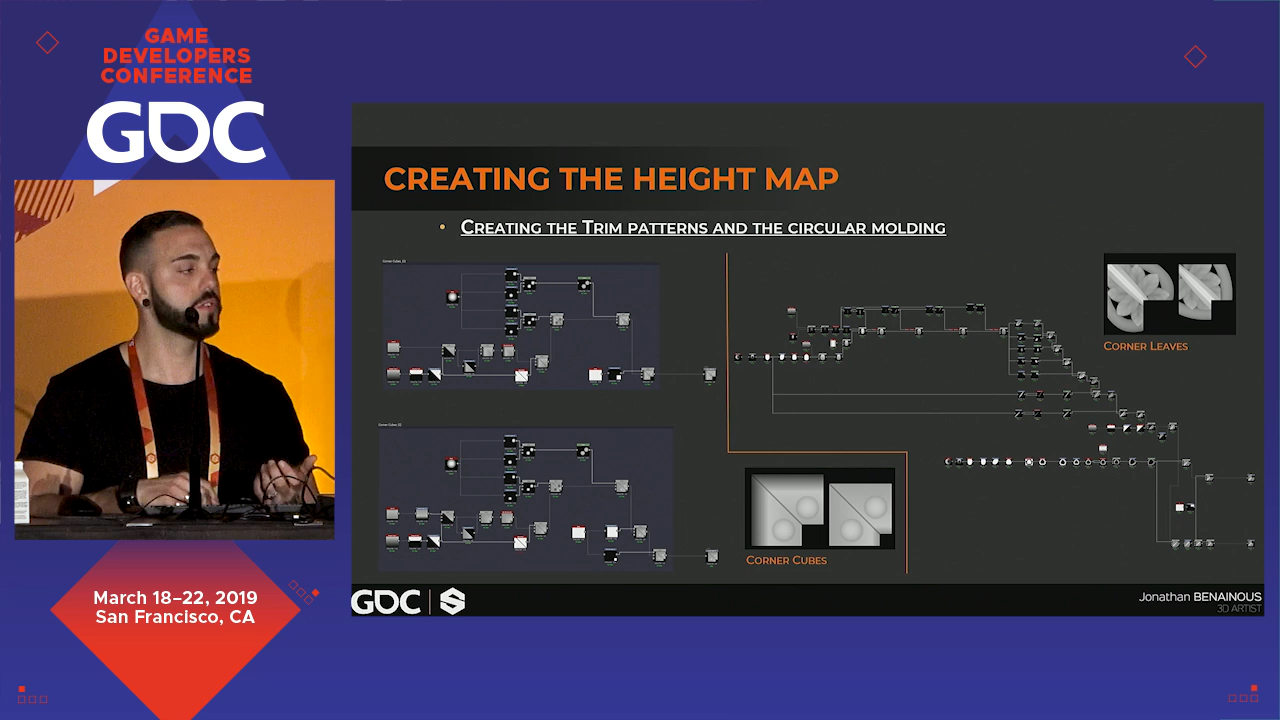 GAME
DEVELOPERS
CONFERENCE
GDC
March 18–22, 2019
San Francisco, CA
CREATING THE HEIGHT MAP
• Creating the Trim patterns and the circular molding
Corner Leaves
Corner Cubes
GDC
Jonathan BENAINOUS
3D ARTIST